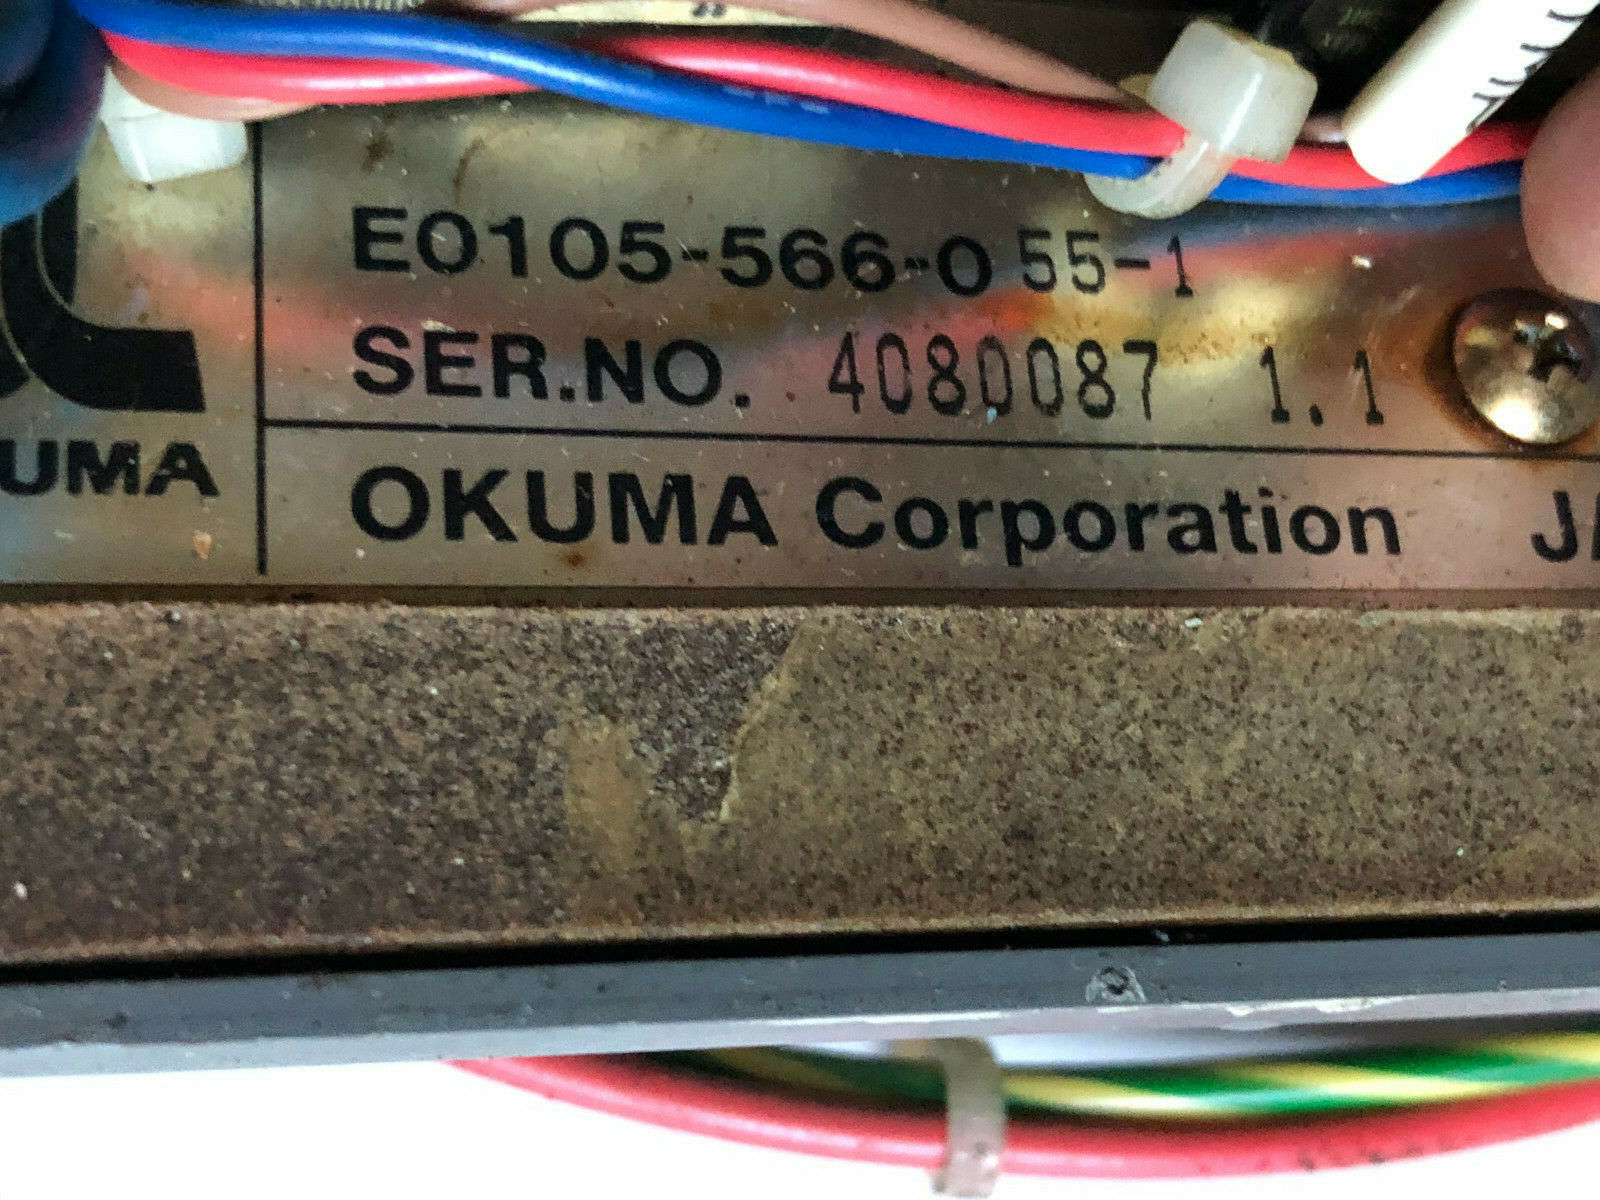 E0105-566-0 55-1
SER.NO. 4080087 1.1
UMA
OKUMA Corporation